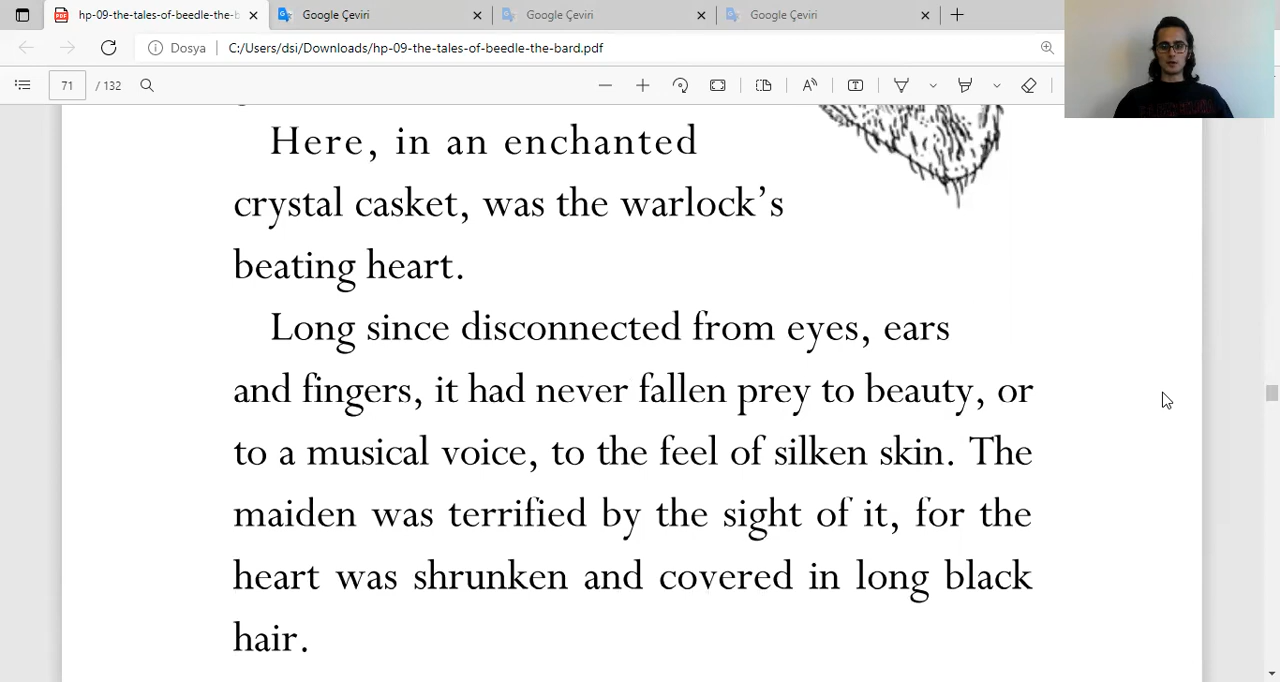 hp-09-the-tales-of-beedle-the-b
Google Çeviri
Google Çeviri
Google Çeviri
Dosya
C:/Users/dsi/Downloads/hp-09-the-tales-of-beedle-the-bard.pdf
71 / 132
Here, in an enchanted
crystal casket, was the warlock’s
beating heart.
Long since disconnected from eyes, ears
and fingers, it had never fallen prey to beauty, or
to a musical voice, to the feel of silken skin. The
maiden was terrified by the sight of it, for the
heart was shrunken and covered in long black
hair.